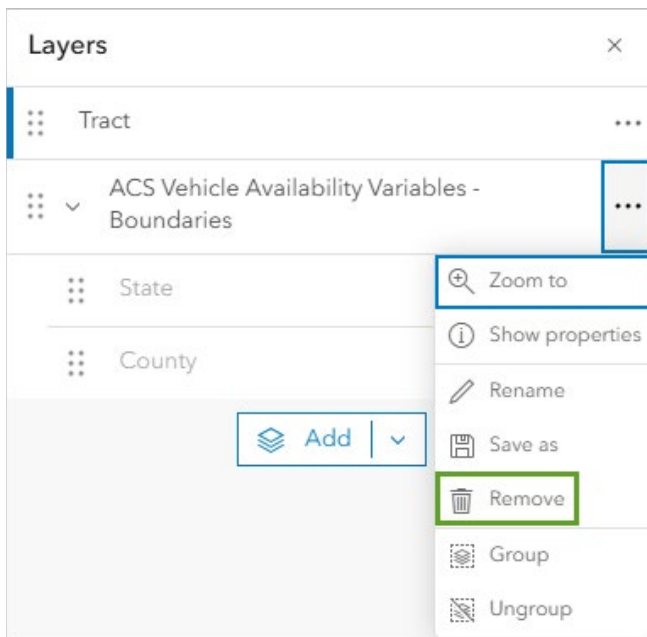 Layers
Tract
ACS Vehicle Availability Variables -
Boundaries
State
County
Add
Zoom to
Show properties
Rename
Save as
Remove
Group
Ungroup